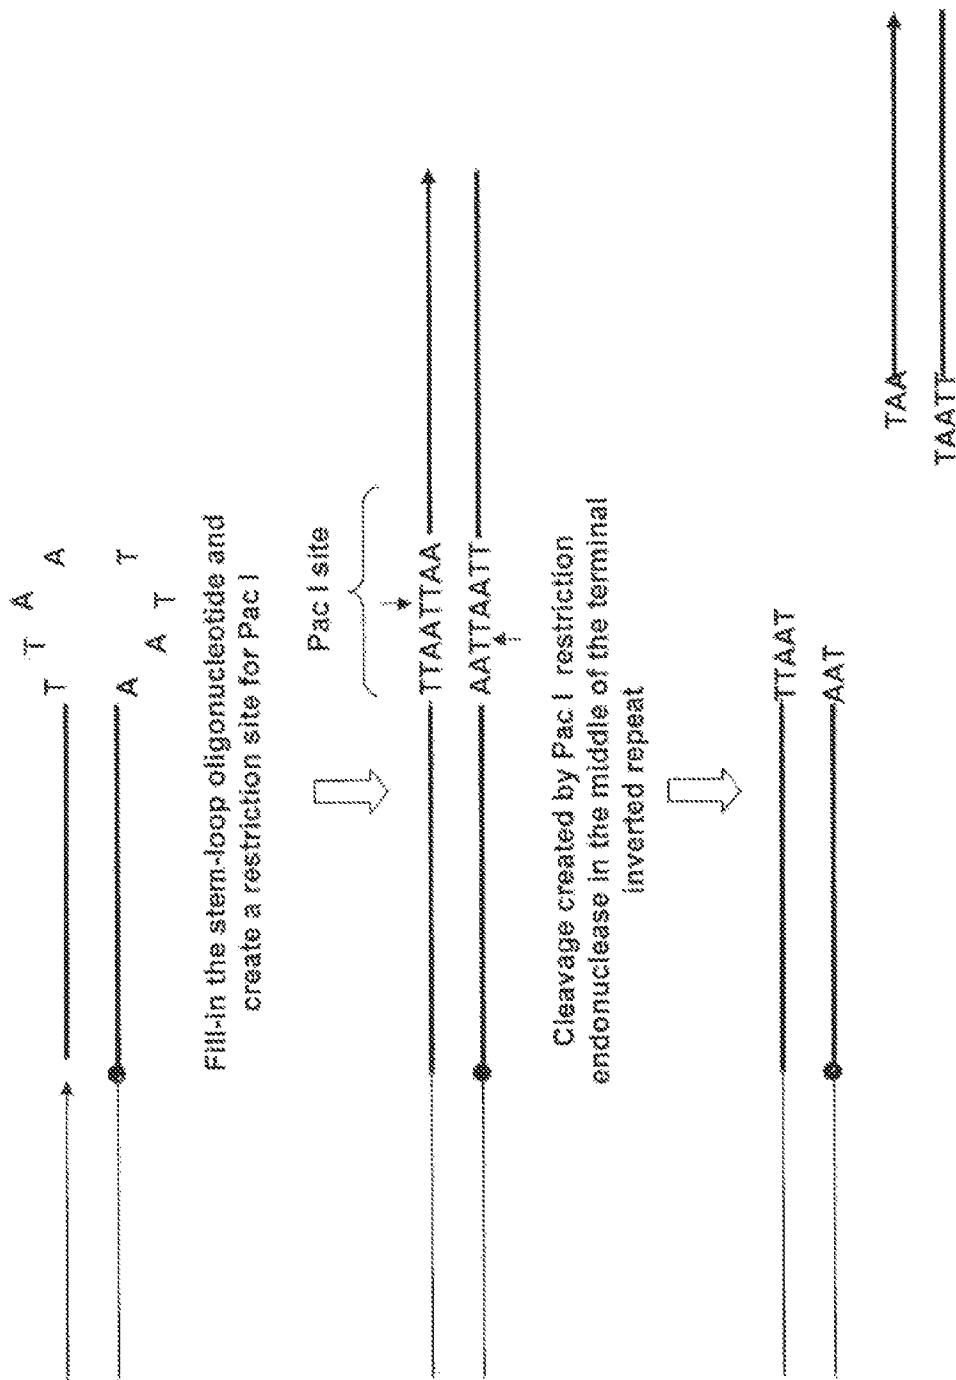 T T A A
A A T T
Fill-in the stem-loop oligonucleotide and
create a restriction site for Pac I
Pac I site
TTAATTAA
AATTAATT
Cleavage created by Pac I restriction
endonuclease in the middle of the terminal
inverted repeat
TTAAT
AAT
TAA
TAATT